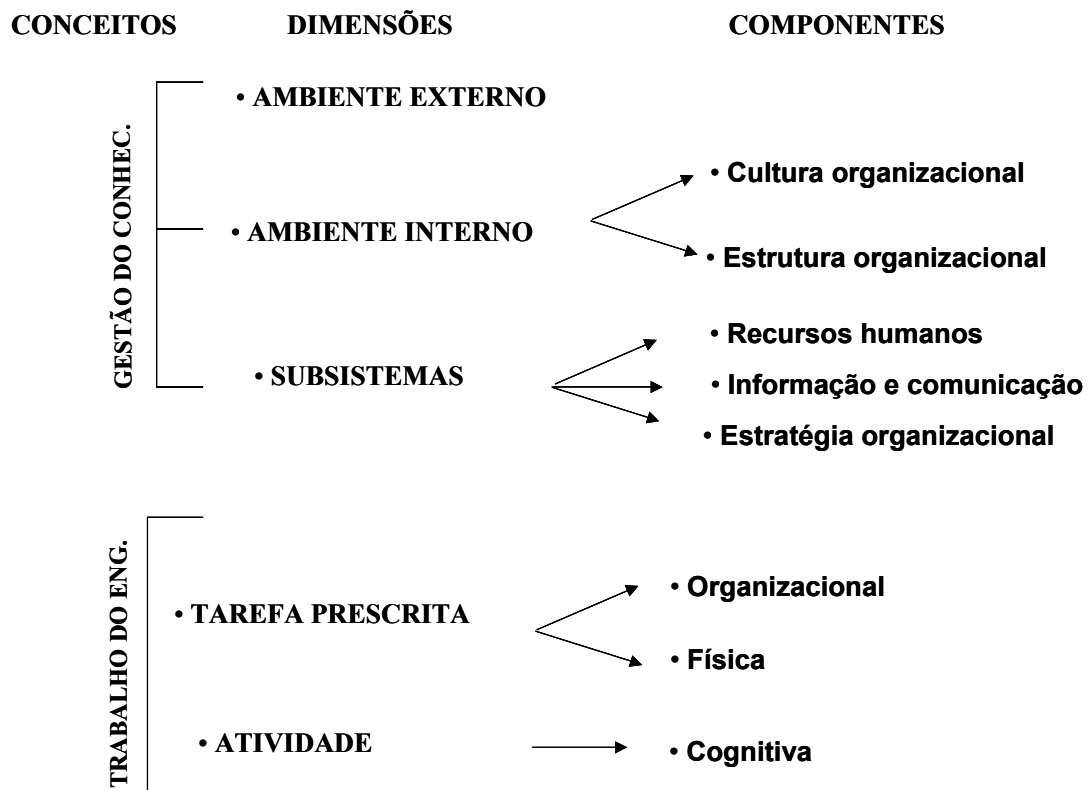 CONCEITOS DIMENSÕES COMPONENTES
GESTÃO DO CONHEC.
• AMBIENTE EXTERNO
• AMBIENTE INTERNO
• Cultura organizacional
• Estrutura organizacional
• SUBSISTEMAS
• Recursos humanos
• Informação e comunicação
• Estratégia organizacional
TRABALHO DO ENG.
• TAREFA PRESCRITA
• Organizacional
• Física
• ATIVIDADE
• Cognitiva